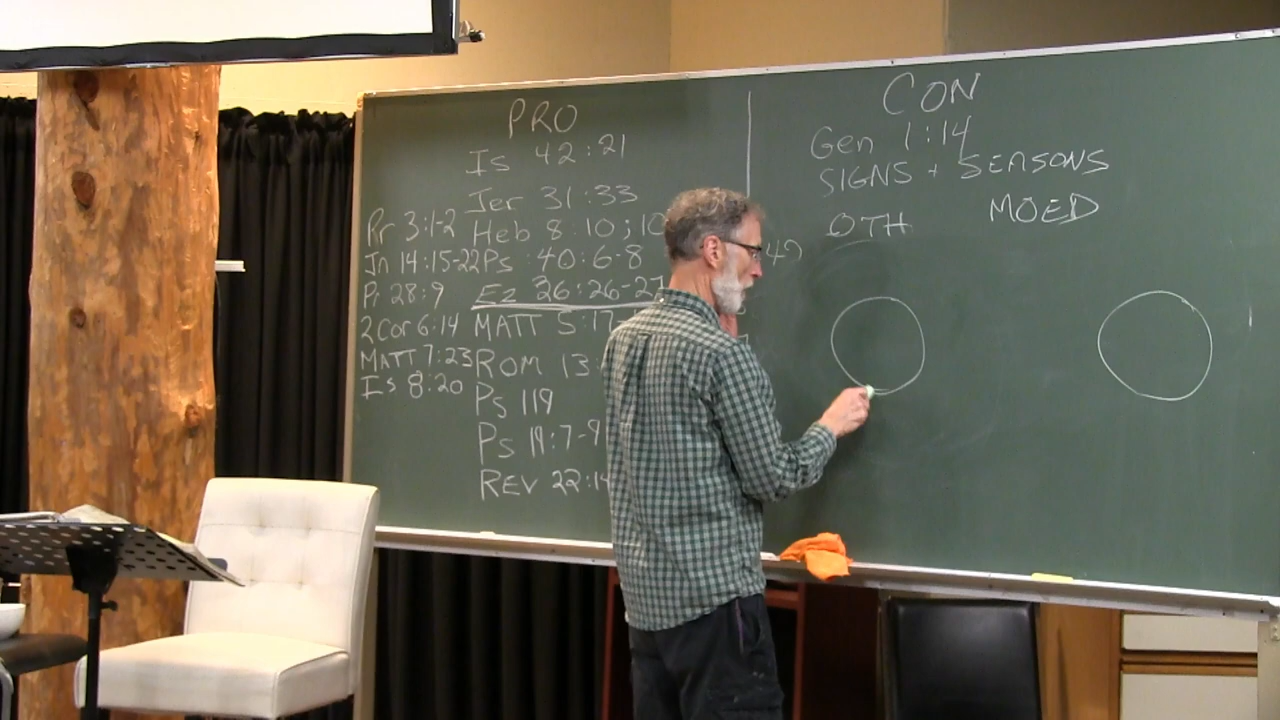 PRO
Is 42:21
Jer 31:33
Rr 3:1-2 Heb 8:10;10
Jn 14:15-22 Ps 40:6-8
Pr 28:9 Ez 36:26-27
2Cor 6:14 MATT 5:17
MATT 7:23 ROM 13:
Is 8:20
Ps 119
Ps 19:7-9
REV 22:14
CON
Gen 1:14
SIGNS + SEASONS
OTH MOED